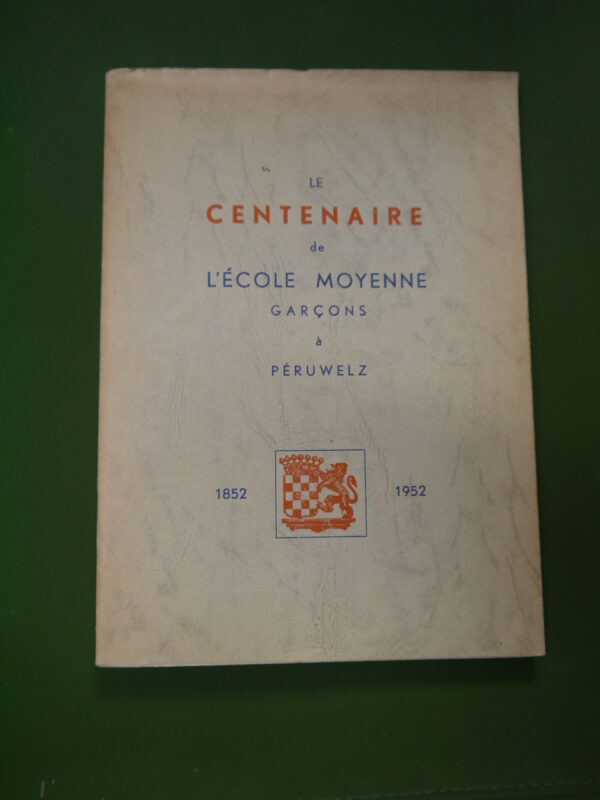 LE
CENTENAIRE
de
L'ÉCOLE MOYENNE
GARÇONS
à
PÉRUWELZ
1852 1952